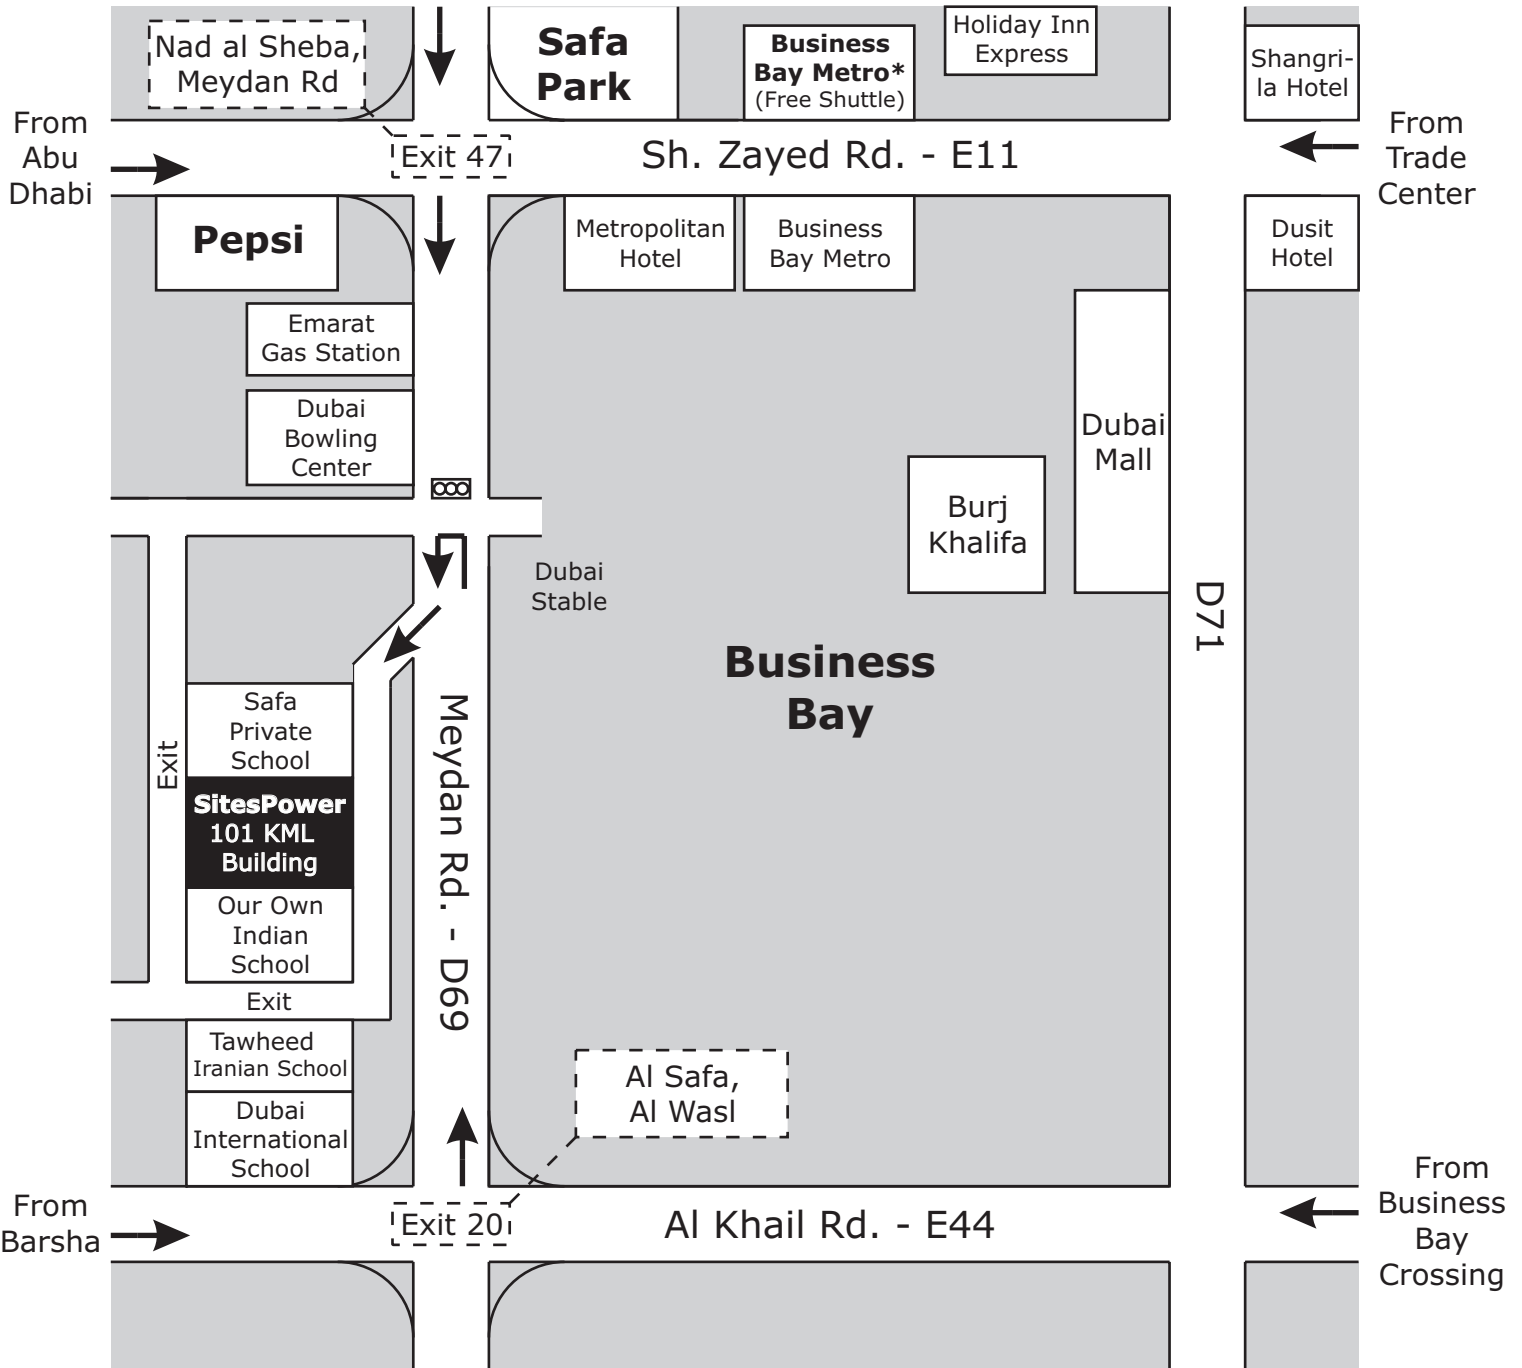 Nad al Sheba,
Meydan Rd
Safa
Park
Business
Bay Metro*
(Free Shuttle)
Holiday Inn
Express
Shangri-
la Hotel
From
Abu
Dhabi
Exit 47
Sh. Zayed Rd. - E11
From
Trade
Center
Pepsi
Metropolitan
Hotel
Business
Bay Metro
Dusit
Hotel
Emarat
Gas Station
Dubai
Bowling
Center
Dubai
Mall
Burj
Khalifa
Dubai
Stable
D71
Business
Bay
Safa
Private
School
Exit
SitesPower
101 KML
Building
Meydan Rd. - D69
Our Own
Indian
School
Exit
Tawheed
Iranian School
Dubai
International
School
Al Safa,
Al Wasl
From
Barsha
Exit 20
Al Khail Rd. - E44
From
Business
Bay
Crossing